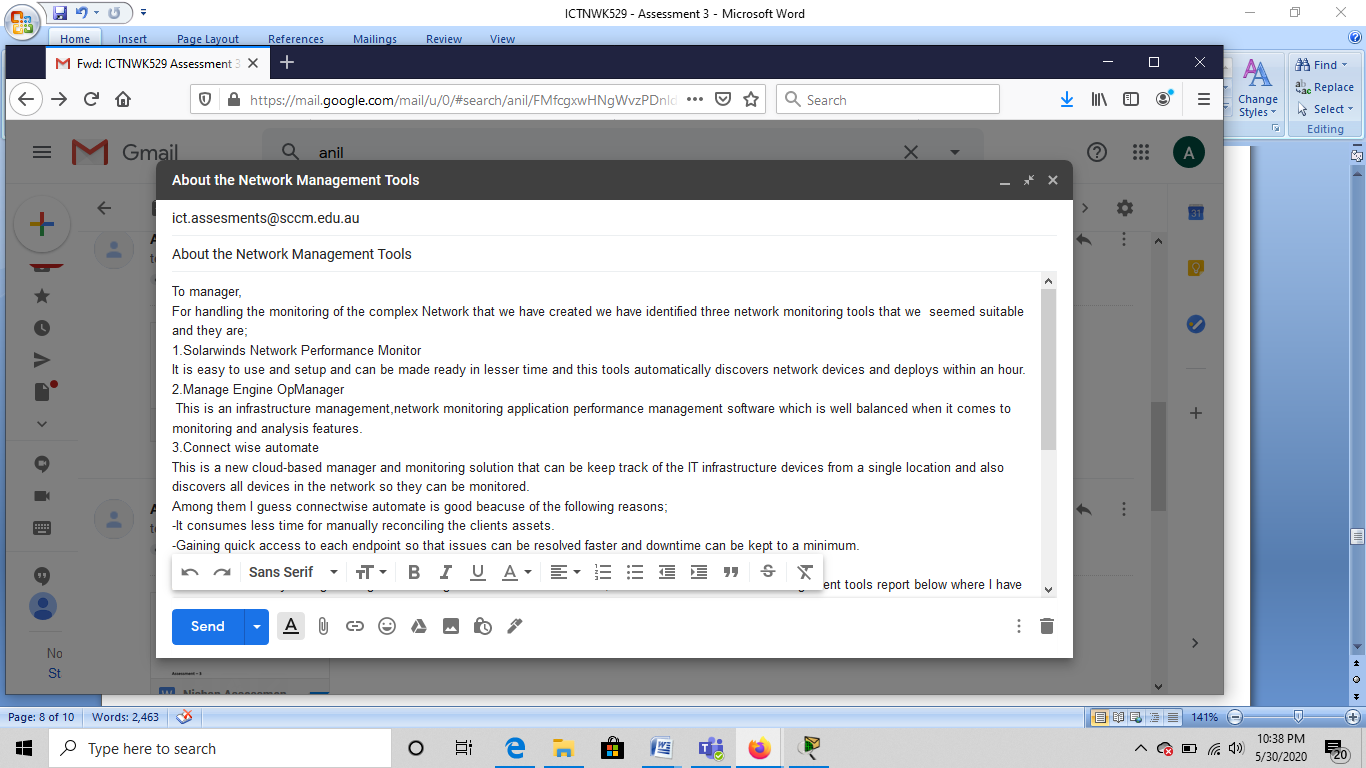 ICTNWK529 - Assessment 3 - Microsoft Word
Home Insert Page Layout References Mailings Review View
Fwd: ICTNWK529 Assessment 3
https://mail.google.com/mail/u/0/#search/anil/FMfcgxwHNgWvzPDnId
Search
Find
Replace
Select
Change
Styles
Editing
Gmail
anil
A
About the Network Management Tools
ict.assesments@sccm.edu.au
About the Network Management Tools
To manager,
For handling the monitoring of the complex Network that we have created we have identified three network monitoring tools that we  seemed suitable
and they are;
1.Solarwinds Network Performance Monitor
It is easy to use and setup and can be made ready in lesser time and this tools automatically discovers network devices and deploys within an hour.
2.Manage Engine OpManager
This is an infrastructure management,network monitoring application performance management software which is well balanced when it comes to
monitoring and analysis features.
3.Connect wise automate
This is a new cloud-based manager and monitoring solution that can be keep track of the IT infrastructure devices from a single location and also
discovers all devices in the network so they can be monitored.
Among them I guess connectwise automate is good beacuse of the following reasons;
-It consumes less time for manually reconciling the clients assets.
-Gaining quick access to each endpoint so that issues can be resolved faster and downtime can be kept to a minimum.
Sans Serif
tools report below where I have
Send
No
St
31
Assessment – 3
Page: 8 of 10 Words: 2,463 141%
Type here to search
10:38 PM
5/30/2020
20